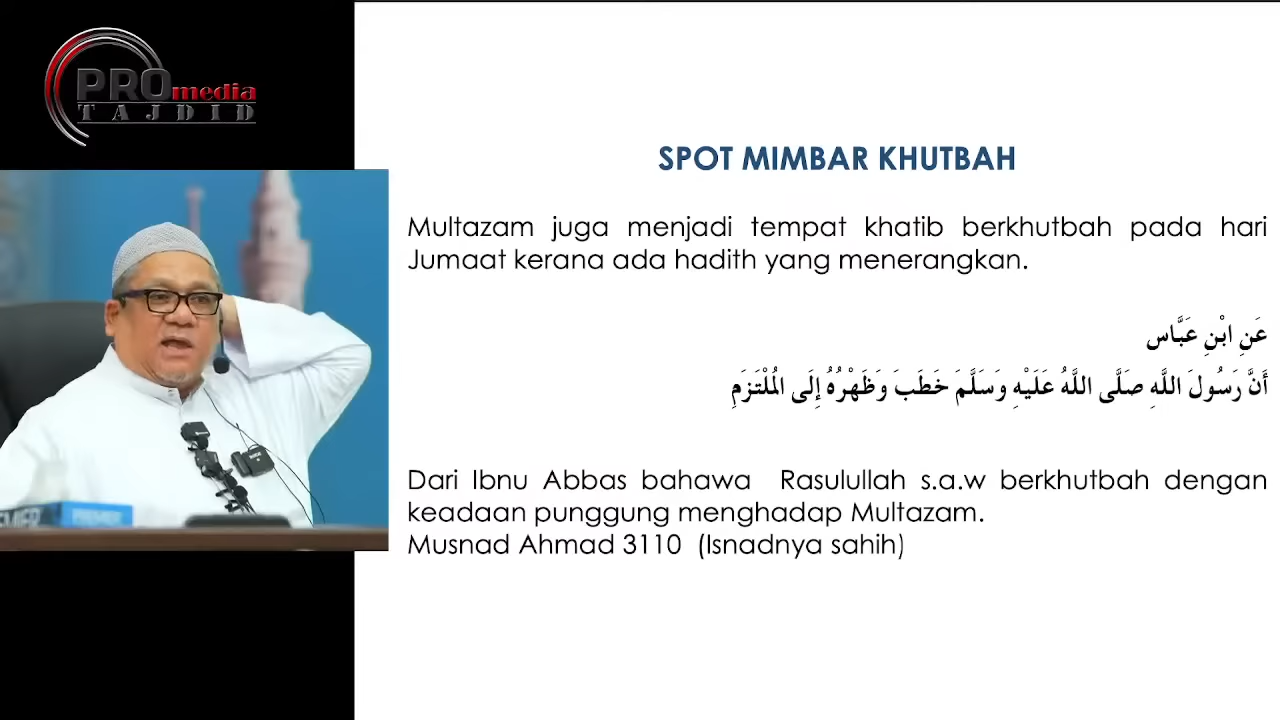 PROmedia
TAJDID
SPOT MIMBAR KHUTBAH
Multazam juga menjadi tempat khatib berkhutbah pada hari
Jumaat kerana ada hadith yang menerangkan.
عَنِ ابْنِ عَبَّاس
أَنَّ رَسُولَ اللَّهِ صَلَّى اللَّهُ عَلَيْهِ وَسَلَّمَ خَطَبَ وَظَهْرُهُ إِلَى الْمُلْتَزَمِ
Dari Ibnu Abbas bahawa Rasulullah s.a.w berkhutbah dengan
keadaan punggung menghadap Multazam.
Musnad Ahmad 3110 (Isnadnya sahih)